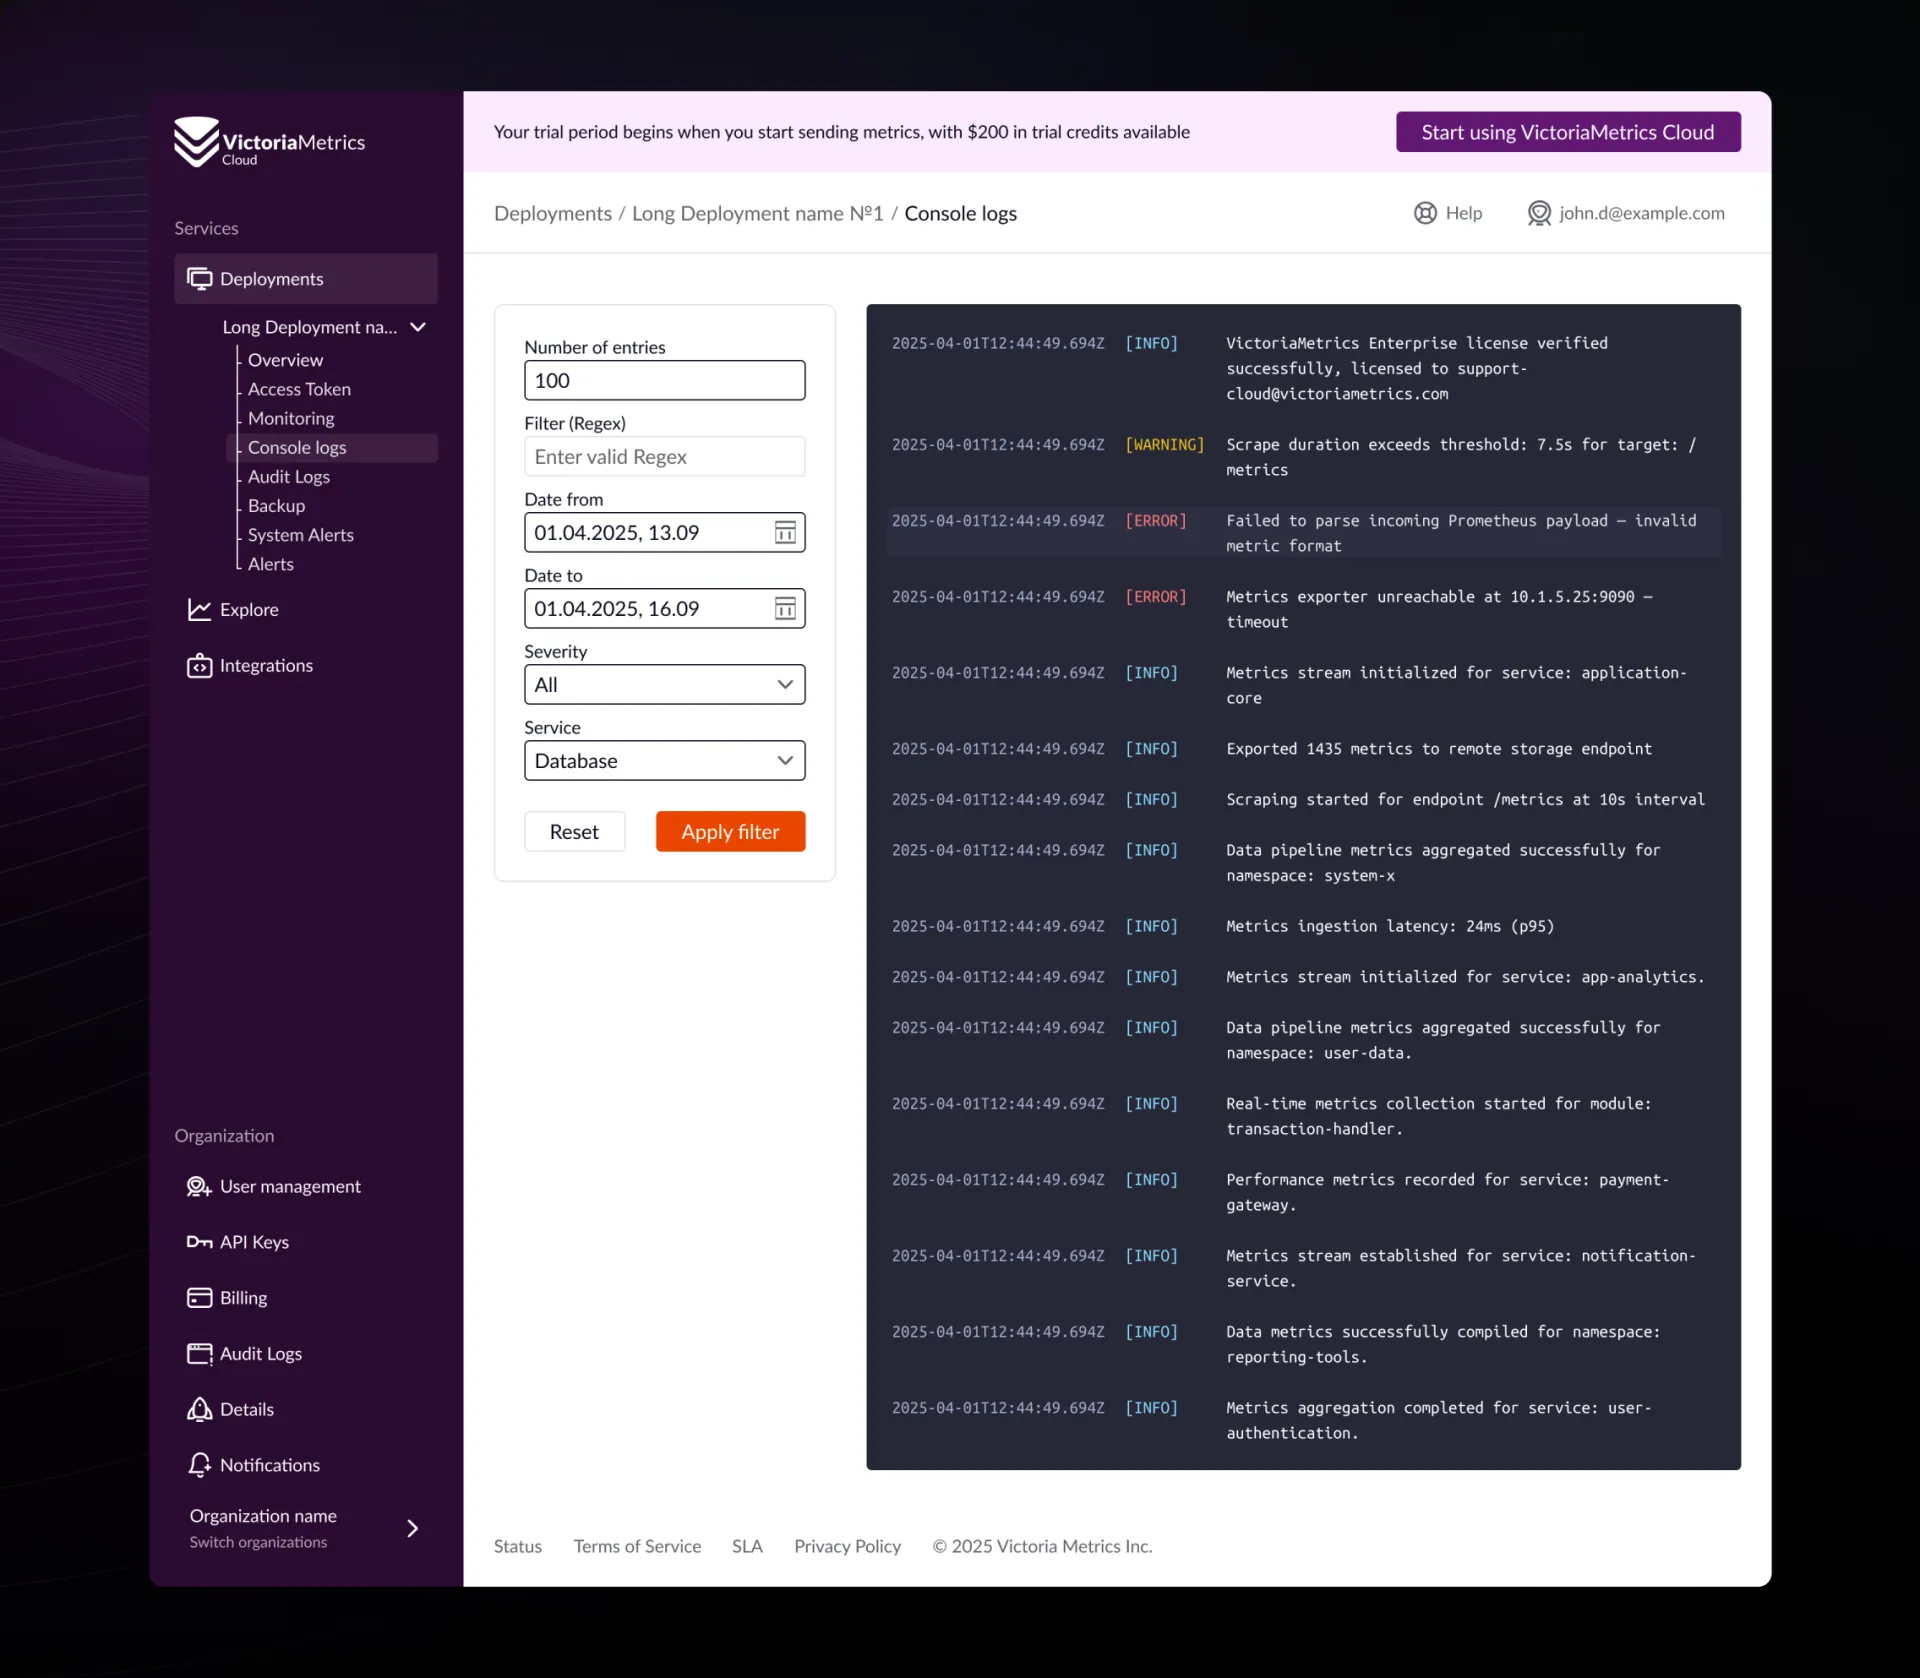 VictoriaMetrics
Cloud
Your trial period begins when you start sending metrics, with $200 in trial credits available
Start using VictoriaMetrics Cloud
Deployments / Long Deployment name Nº1 / Console logs
Help
john.d@example.com
Services
Deployments
Long Deployment na...
Overview
Access Token
Monitoring
Console logs
Audit Logs
Backup
System Alerts
Alerts
Explore
Integrations
Organization
User management
API Keys
Billing
Audit Logs
Details
Notifications
Organization name
Switch organizations
Number of entries
100
Filter (Regex)
Enter valid Regex
Date from
01.04.2025, 13.09
Date to
01.04.2025, 16.09
Severity
All
Service
Database
Reset
Apply filter
2025-04-01T12:44:49.694Z [INFO] VictoriaMetrics Enterprise license verified
successfully, licensed to support-
cloud@victoriametrics.com
2025-04-01T12:44:49.694Z [WARNING] Scrape duration exceeds threshold: 7.5s for target: /
metrics
2025-04-01T12:44:49.694Z [ERROR] Failed to parse incoming Prometheus payload — invalid
metric format
2025-04-01T12:44:49.694Z [ERROR] Metrics exporter unreachable at 10.1.5.25:9090 —
timeout
2025-04-01T12:44:49.694Z [INFO] Metrics stream initialized for service: application-
core
2025-04-01T12:44:49.694Z [INFO] Exported 1435 metrics to remote storage endpoint
2025-04-01T12:44:49.694Z [INFO] Scraping started for endpoint /metrics at 10s interval
2025-04-01T12:44:49.694Z [INFO] Data pipeline metrics aggregated successfully for
namespace: system-x
2025-04-01T12:44:49.694Z [INFO] Metrics ingestion latency: 24ms (p95)
2025-04-01T12:44:49.694Z [INFO] Metrics stream initialized for service: app-analytics.
2025-04-01T12:44:49.694Z [INFO] Data pipeline metrics aggregated successfully for
namespace: user-data.
2025-04-01T12:44:49.694Z [INFO] Real-time metrics collection started for module:
transaction-handler.
2025-04-01T12:44:49.694Z [INFO] Performance metrics recorded for service: payment-
gateway.
2025-04-01T12:44:49.694Z [INFO] Metrics stream established for service: notification-
service.
2025-04-01T12:44:49.694Z [INFO] Data metrics successfully compiled for namespace:
reporting-tools.
2025-04-01T12:44:49.694Z [INFO] Metrics aggregation completed for service: user-
authentication.
Status Terms of Service SLA Privacy Policy © 2025 Victoria Metrics Inc.